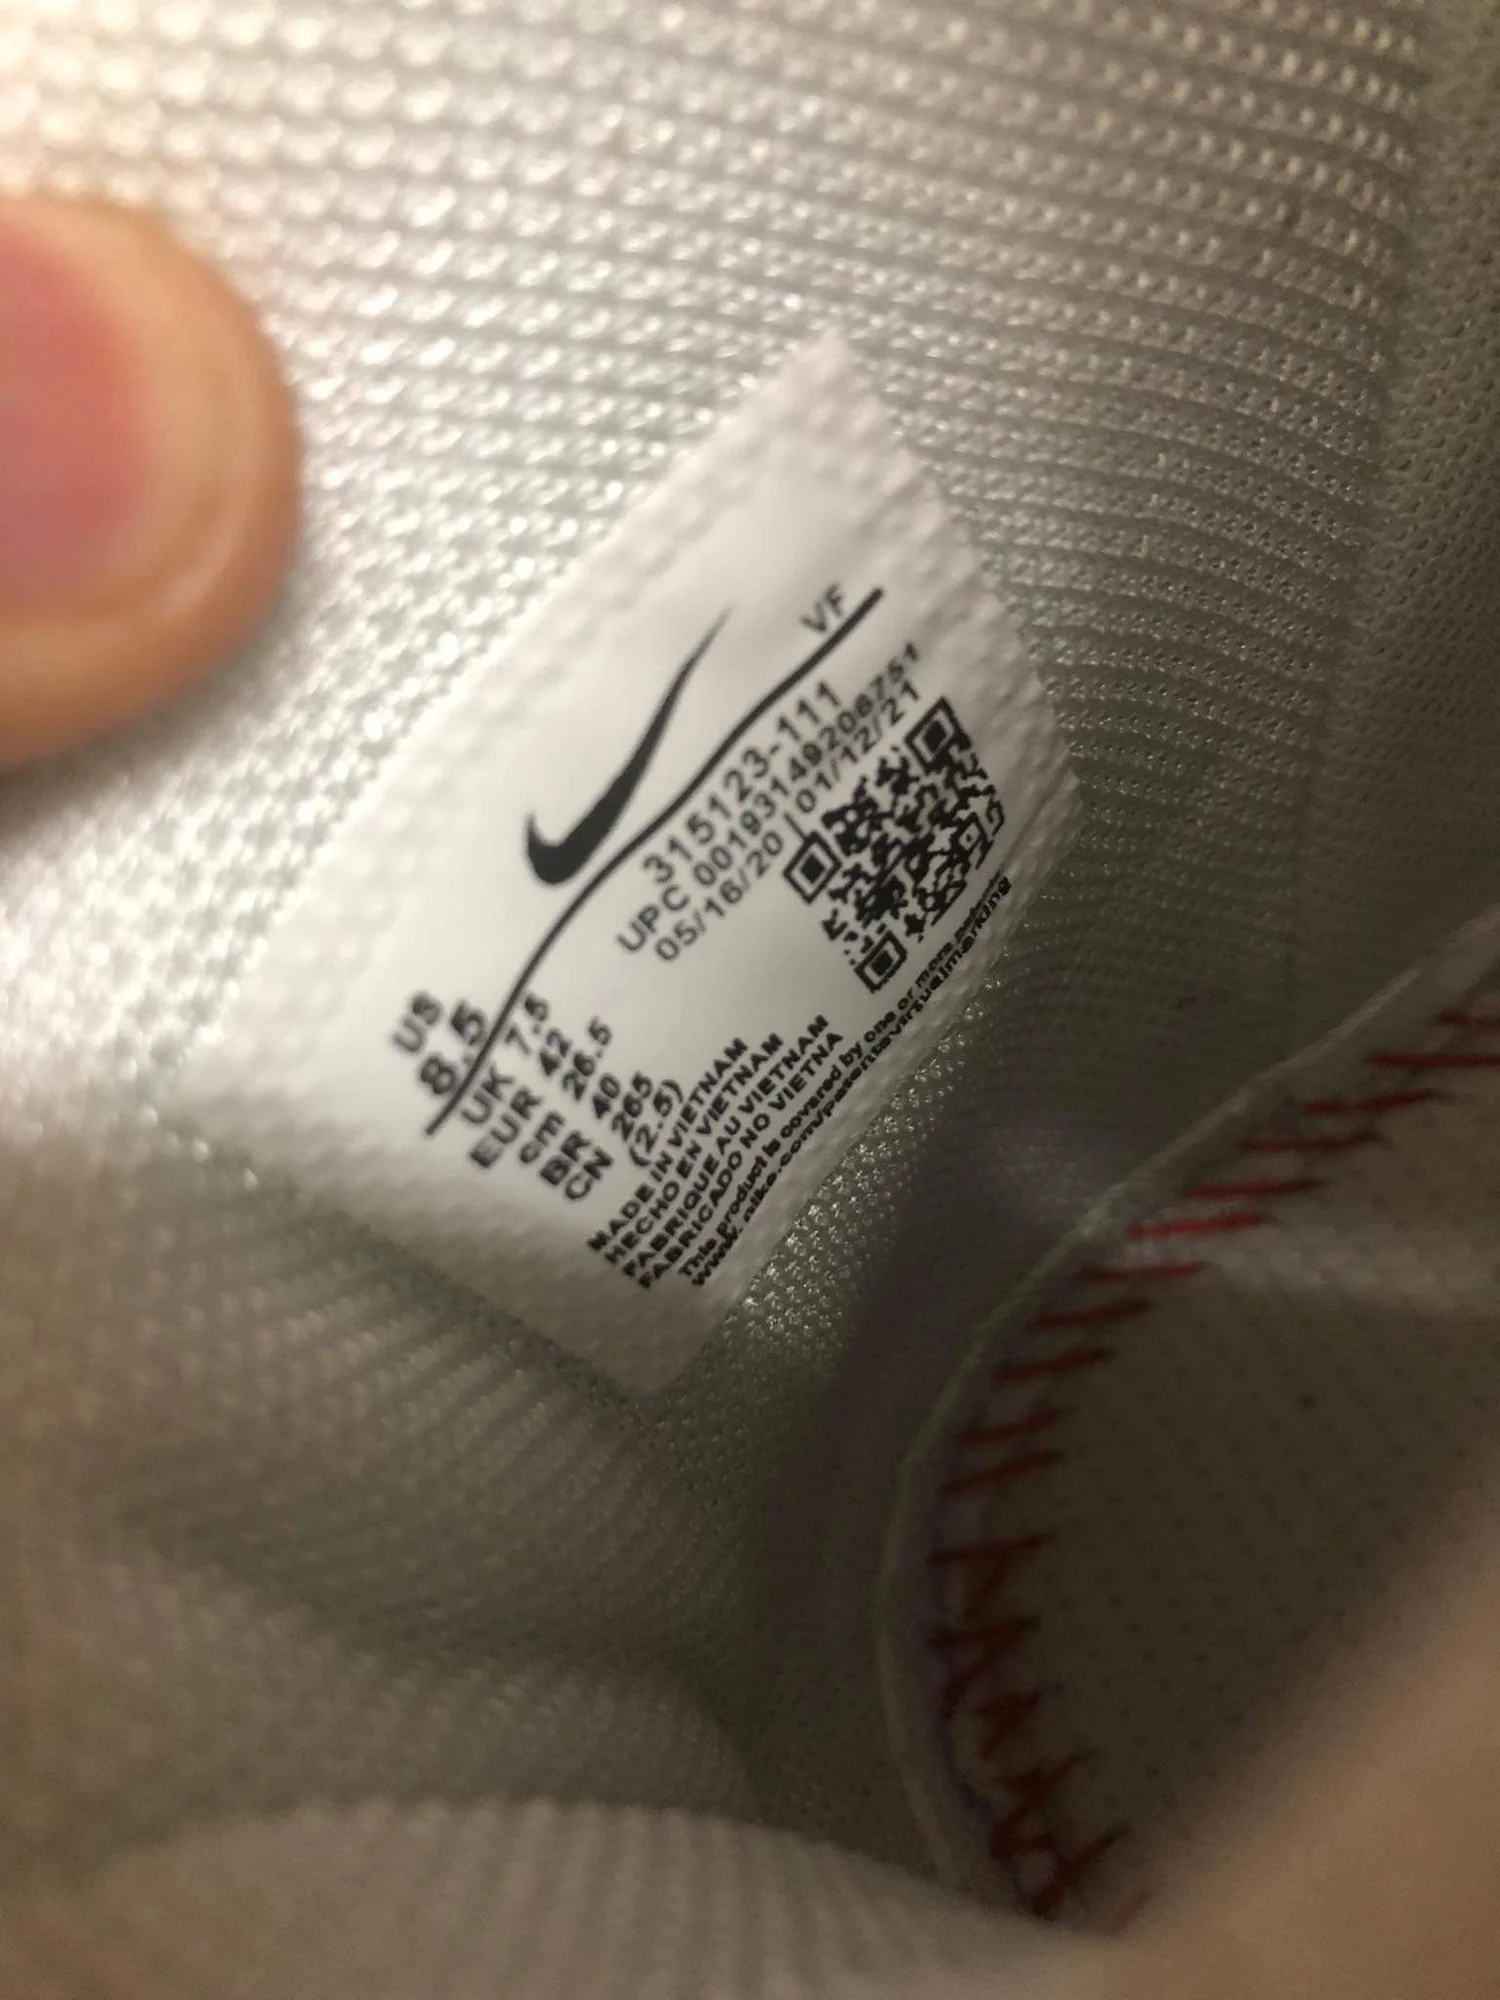 VF
315123-111
UPC 00193149206751
05/16/20 | 01/12/21
US
8.5
UK 7.5
EUR 42
cm 26.5
BR 40
CN 265
(2.5)
MADE IN VIETNAM
HECHO EN VIETNAM
FABRIQUE AU VIETNAM
FABRICADO NO VIETNA
This product is covered by one or more
www.nike.com/patents